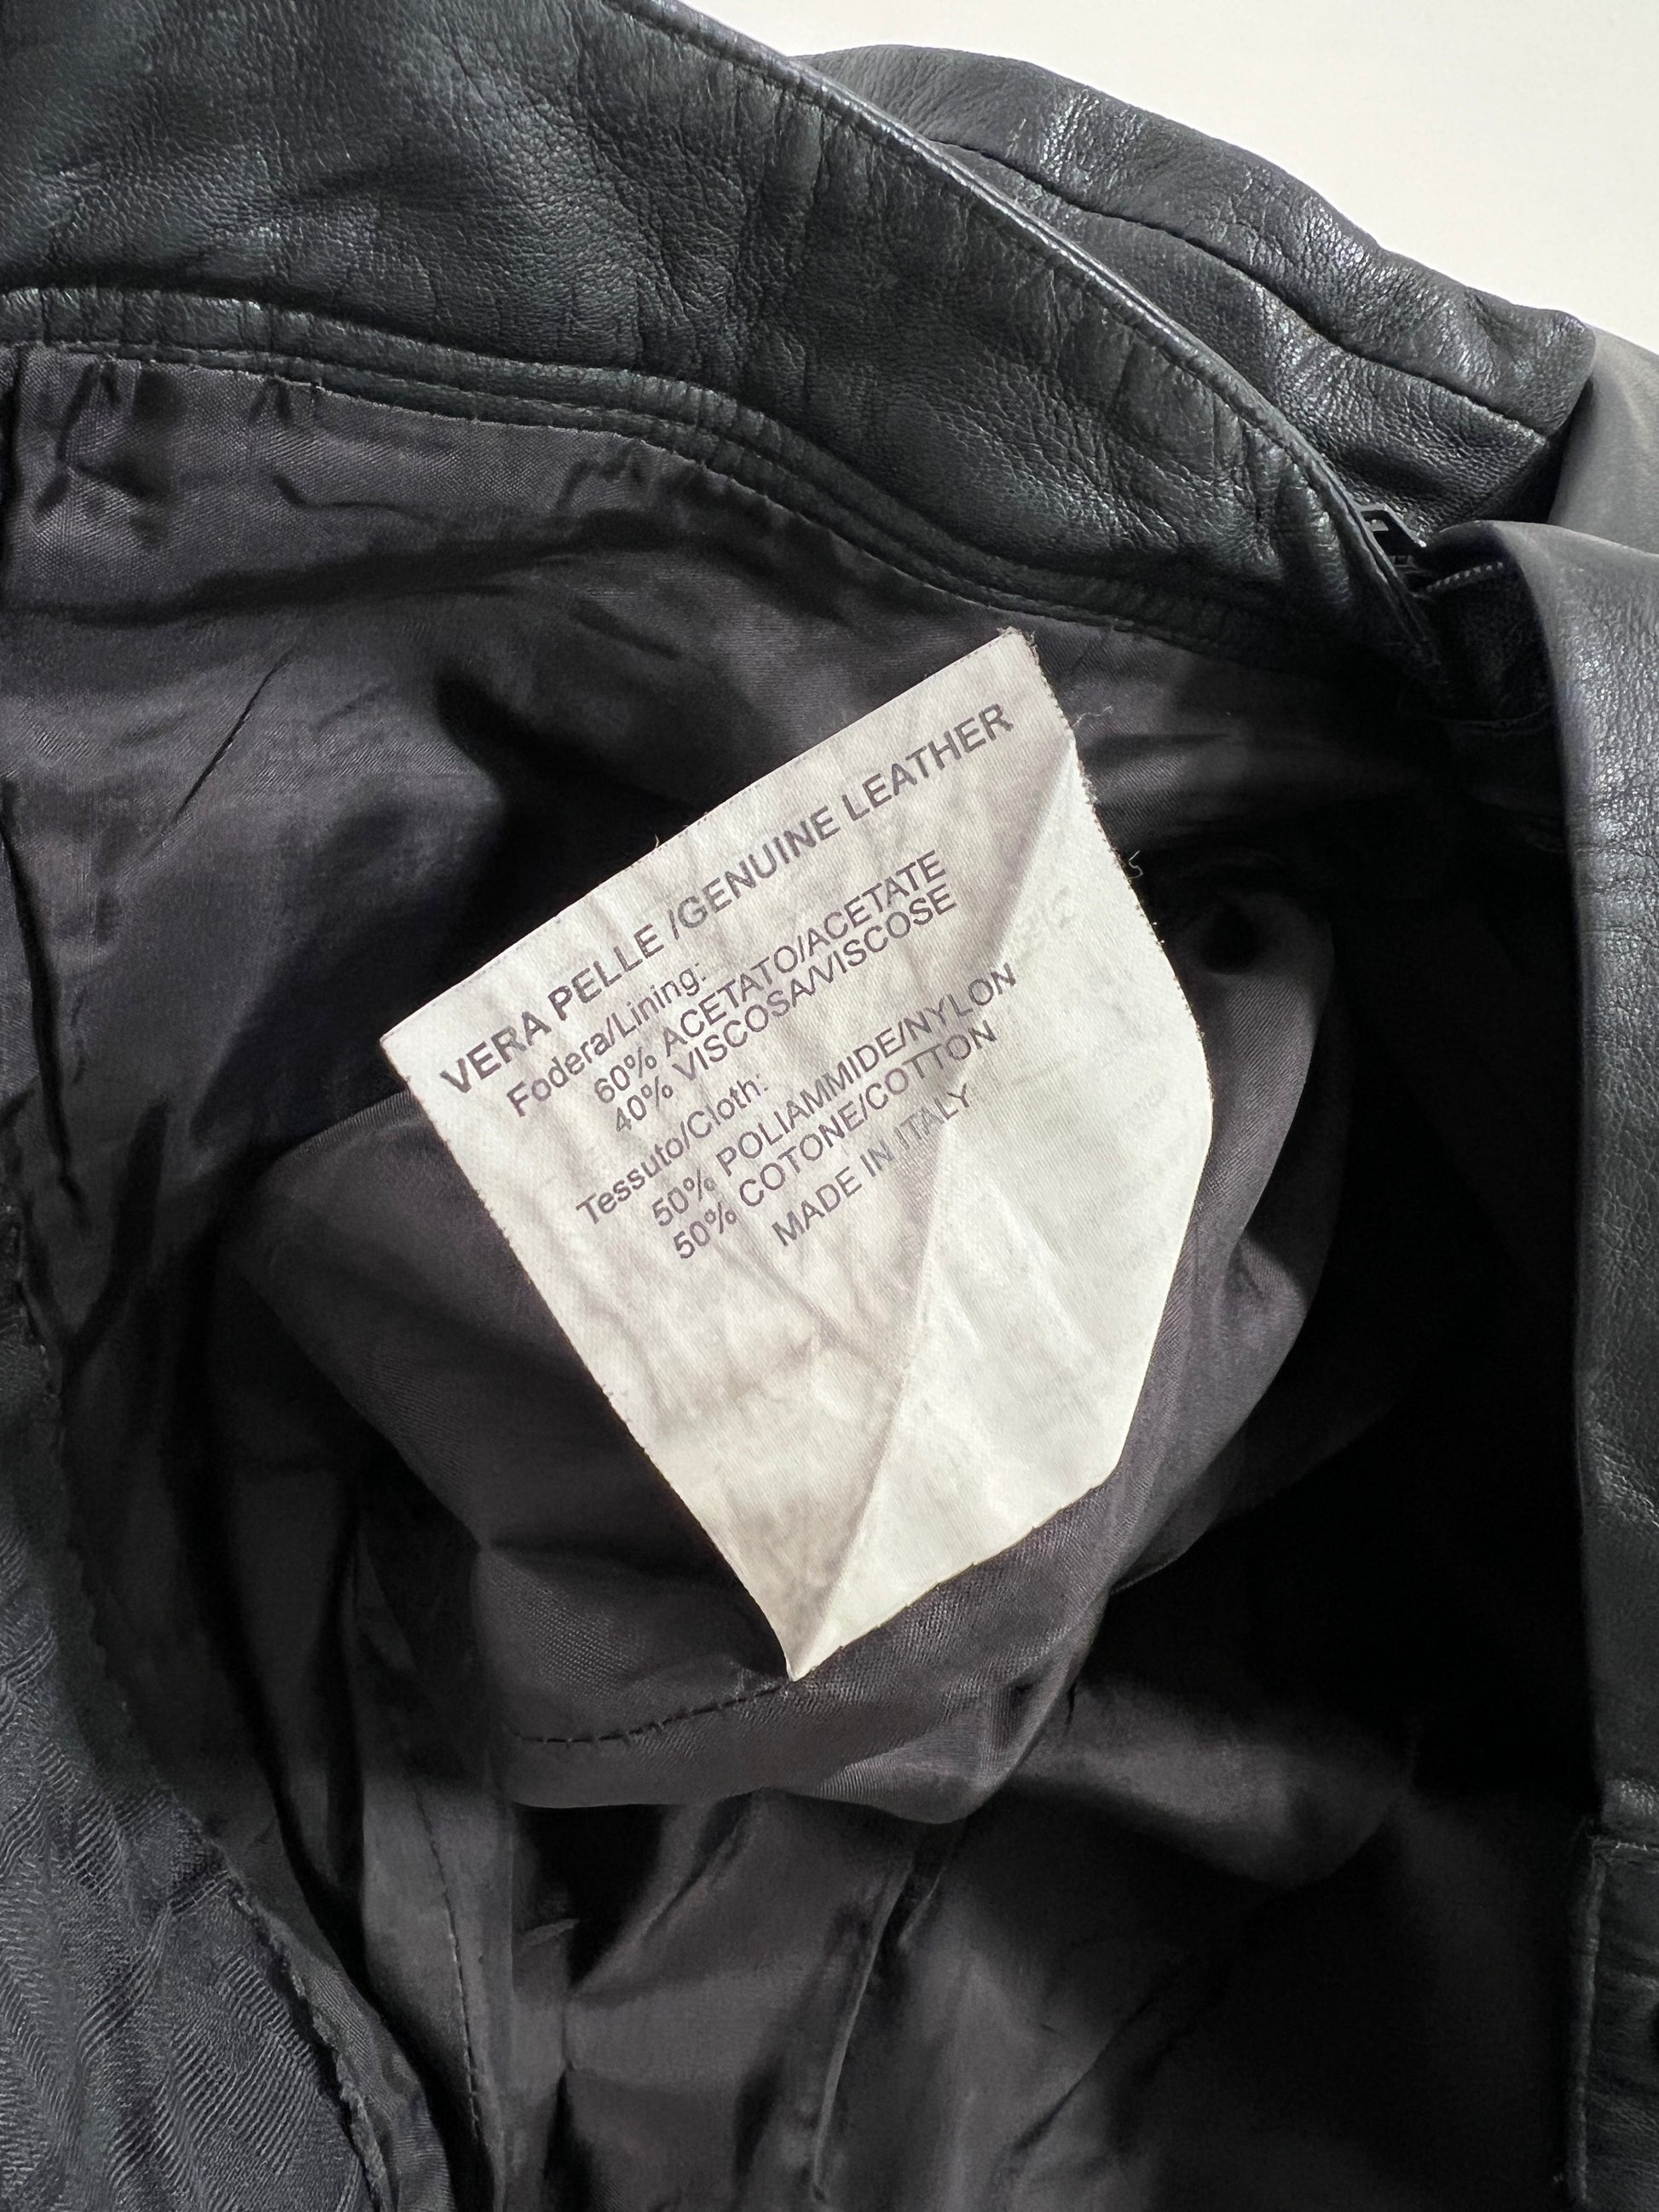 VERA PELLE /GENUINE LEATHER
Fodera/Lining:
60% ACETATO/ACETATE
40% VISCOSA/VISCOSE
Tessuto/Cloth:
50% POLIAMMIDE/NYLON
50% COTONE/COTTON
MADE IN ITALY